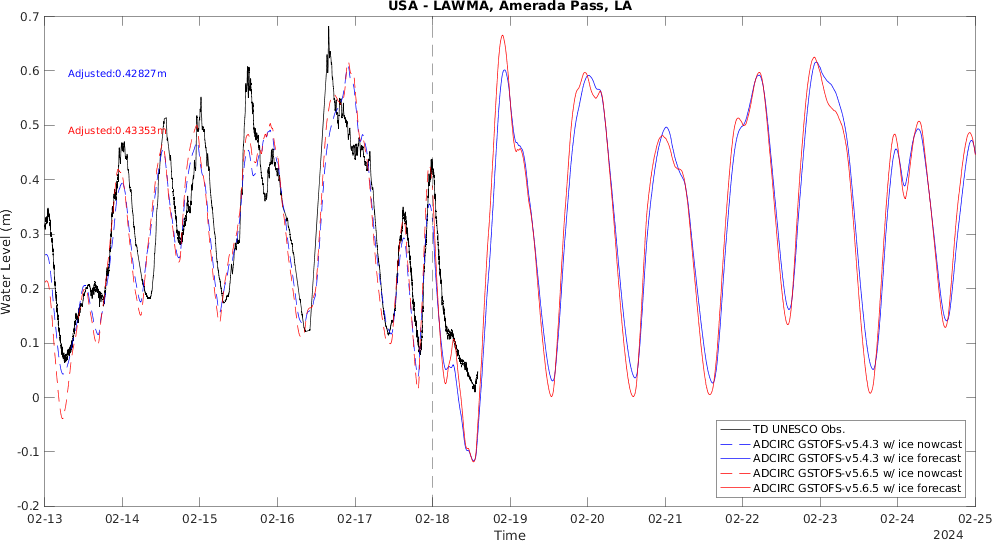 USA - LAWMA, Amerada Pass, LA
0.7
0.6
0.5
0.4
0.3
0.2
0.1
0
-0.1
-0.2
Water Level (m)
Adjusted:0.42827m
Adjusted:0.43353m
TD UNESCO Obs.
ADCIRC GSTOFS-v5.4.3 w/ ice nowcast
ADCIRC GSTOFS-v5.4.3 w/ ice forecast
ADCIRC GSTOFS-v5.6.5 w/ ice nowcast
ADCIRC GSTOFS-v5.6.5 w/ ice forecast
02-13 02-14 02-15 02-16 02-17 02-18 02-19 02-20 02-21 02-22 02-23 02-24 02-25
Time
2024